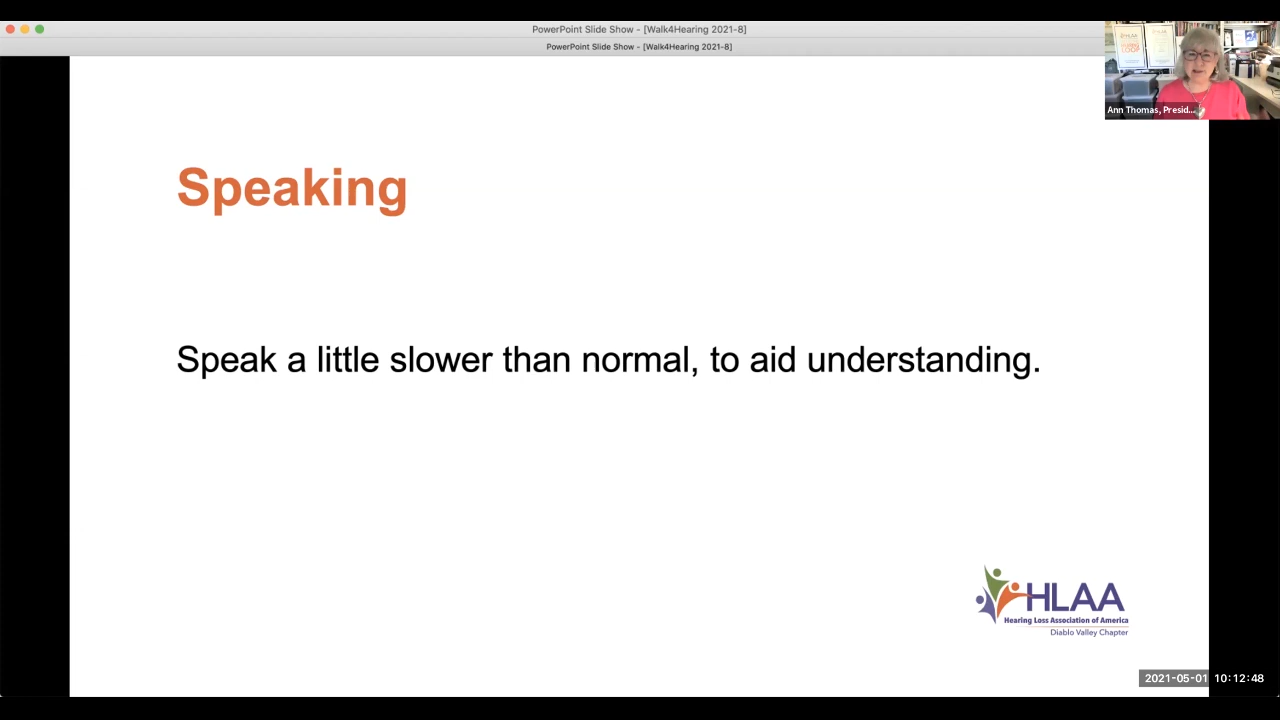 PowerPoint Slide Show - [Walk4Hearing 2021-8]
PowerPoint Slide Show - [Walk4Hearing 2021-8]
HLAA
LOOP
Ann Thomas, Presid...
Speaking
Speak a little slower than normal, to aid understanding.
HLAA
Hearing Loss Association of America
Diablo Valley Chapter
2021-05-01 10:12:48